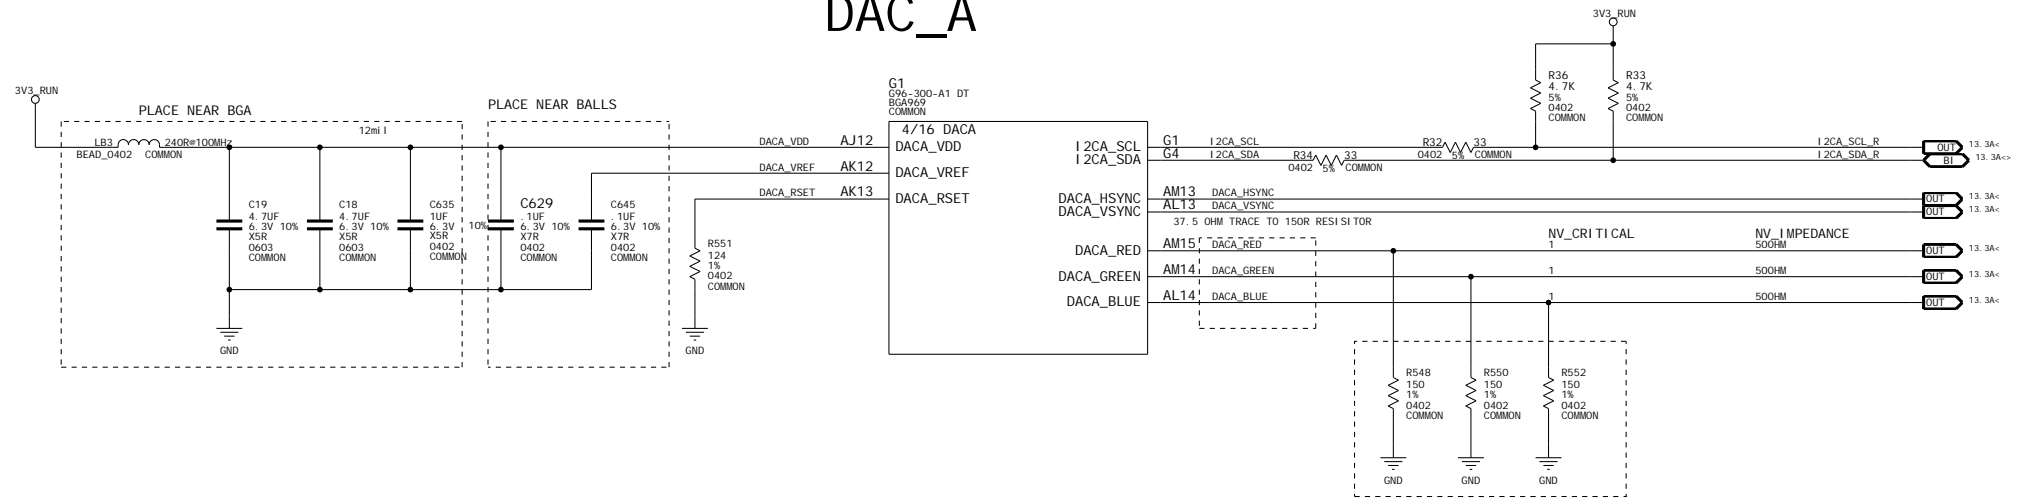 DAC_A
3V3_RUN
PLACE NEAR BGA
12mil
LB3 240R@100MHz
BEAD_0402 COMMON
C19
4.7UF
6.3V 10%
X5R
0603
COMMON
C18
4.7UF
6.3V 10%
X5R
0603
COMMON
C635
1UF
6.3V 10%
X5R
0402
COMMON
GND
PLACE NEAR BALLS
C629
.1UF
6.3V 10%
X7R
0402
COMMON
C645
.1UF
6.3V 10%
X7R
0402
COMMON
R551
124
1%
0402
COMMON
GND
DACA_VDD AJ12
DACA_VREF AK12
DACA_RSET AK13
G1
G96-300-A1 DT
BGA969
COMMON
4/16 DACA
DACA_VDD
DACA_VREF
DACA_RSET
I2CA_SCL
I2CA_SDA
DACA_HSYNC
DACA_VSYNC
DACA_RED
DACA_GREEN
DACA_BLUE
G1 I2CA_SCL
G4 I2CA_SDA
R32 33
0402 5% COMMON
R34 33
0402 5% COMMON
3V3_RUN
R36
4.7K
5%
0402
COMMON
R33
4.7K
5%
0402
COMMON
I2CA_SCL_R OUT 13.3A<
I2CA_SDA_R BI 13.3A<>
AM13 DACA_HSYNC OUT 13.3A<
AL13 DACA_VSYNC OUT 13.3A<
37.5 OHM TRACE TO 150R RESISITOR
NV_CRITICAL NV_IMPEDANCE
AM15 DACA_RED 1 50OHM OUT 13.3A<
AM14 DACA_GREEN 1 50OHM OUT 13.3A<
AL14 DACA_BLUE 1 50OHM OUT 13.3A<
R548
150
1%
0402
COMMON
GND
R550
150
1%
0402
COMMON
GND
R552
150
1%
0402
COMMON
GND